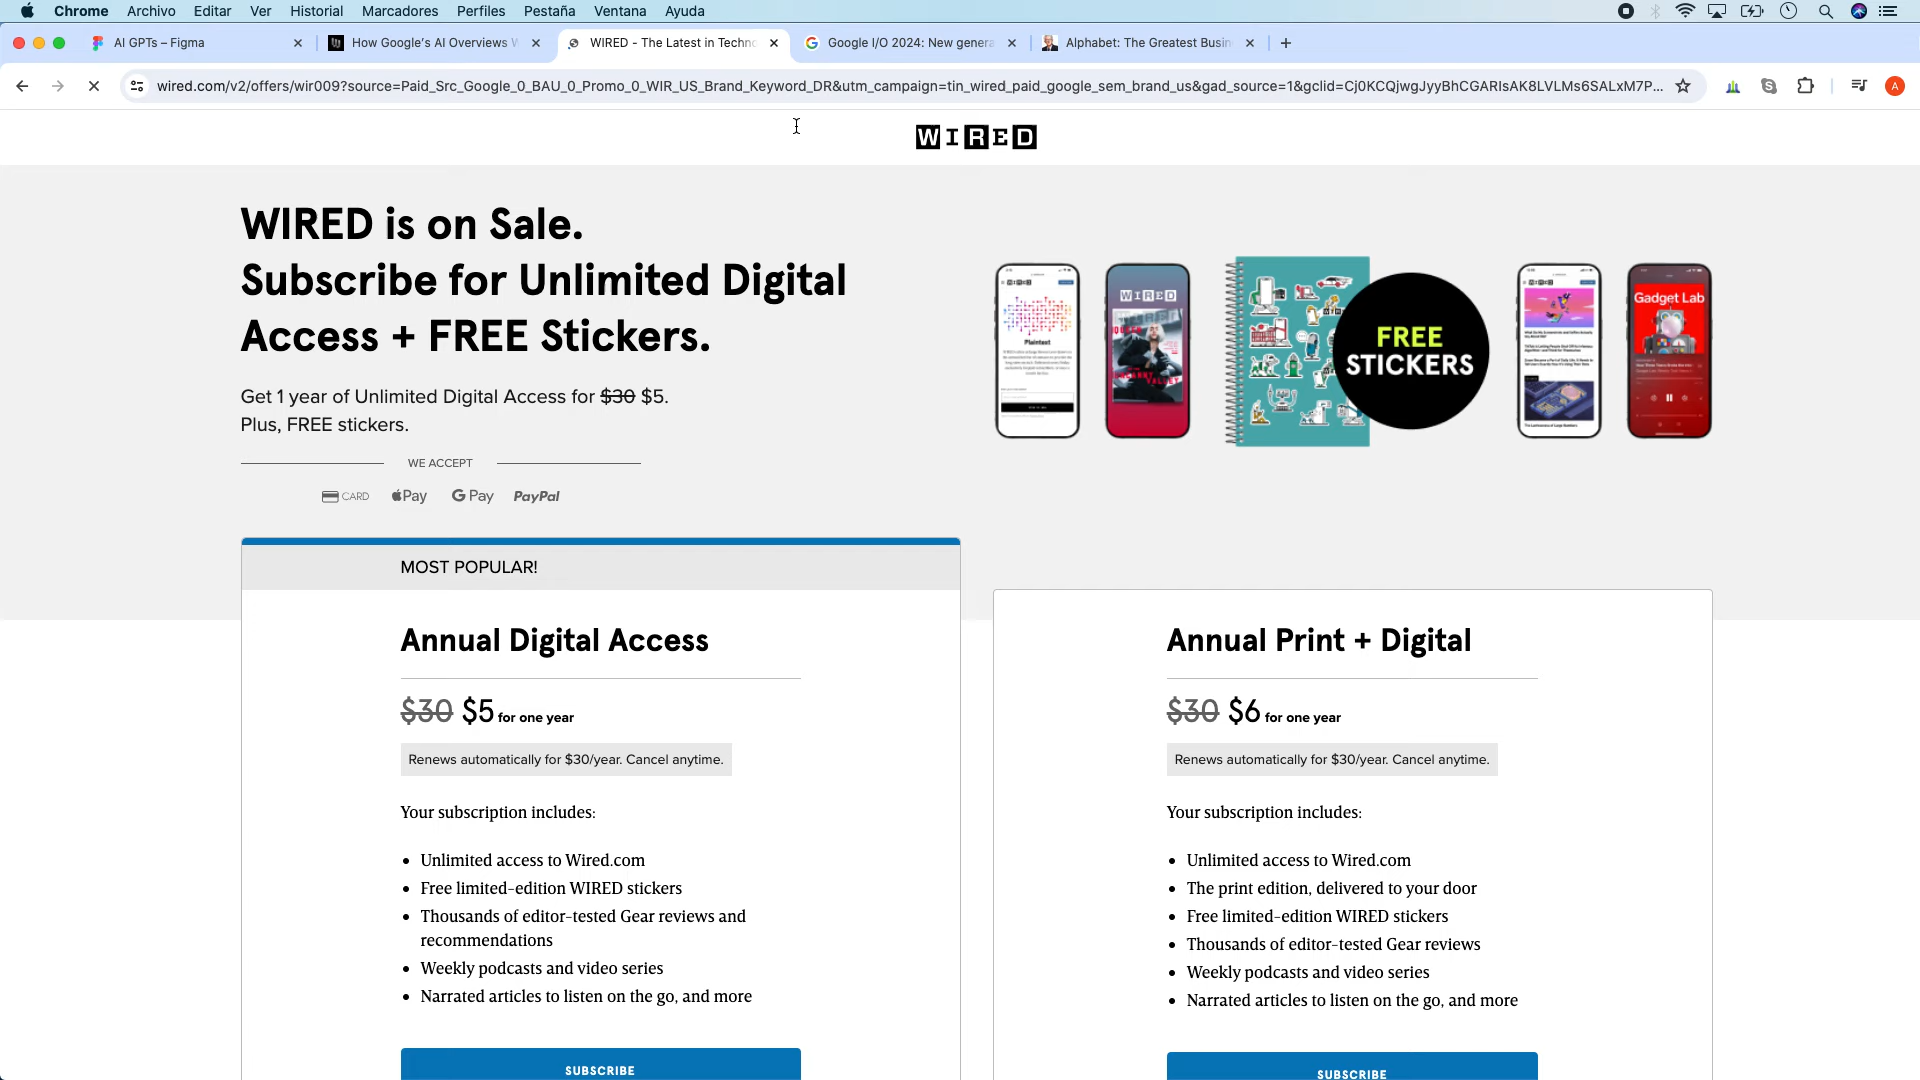 Chrome Archivo Editar Ver Historial Marcadores Perfiles Pestaña Ventana Ayuda
AI GPTs – Figma
How Google's AI Overviews W
WIRED - The Latest in Techno
Google I/O 2024: New genera
Alphabet: The Greatest Busin
wired.com/v2/offers/wir009?source=Paid_Src_Google_0_BAU_0_Promo_0_WIR_US_Brand_Keyword_DR&utm_campaign=tin_wired_paid_google_sem_brand_us&gad_source=1&gclid=Cj0KCQjwgJyyBhCGARIsAK8LVLMs6SALxM7P...
A
WIRED
WIRED is on Sale.
Subscribe for Unlimited Digital
Access + FREE Stickers.
Get 1 year of Unlimited Digital Access for $30 $5.
Plus, FREE stickers.
WE ACCEPT
CARD Pay G Pay PayPal
WIRED
Plaintext
WIRED
FREE
STICKERS
WIRED
Gadget Lab
MOST POPULAR!
Annual Digital Access
$30 $5 for one year
Renews automatically for $30/year. Cancel anytime.
Your subscription includes:
• Unlimited access to Wired.com
• Free limited-edition WIRED stickers
• Thousands of editor-tested Gear reviews and
recommendations
• Weekly podcasts and video series
• Narrated articles to listen on the go, and more
SUBSCRIBE
Annual Print + Digital
$30 $6 for one year
Renews automatically for $30/year. Cancel anytime.
Your subscription includes:
• Unlimited access to Wired.com
• The print edition, delivered to your door
• Free limited-edition WIRED stickers
• Thousands of editor-tested Gear reviews
• Weekly podcasts and video series
• Narrated articles to listen on the go, and more
SUBSCRIBE